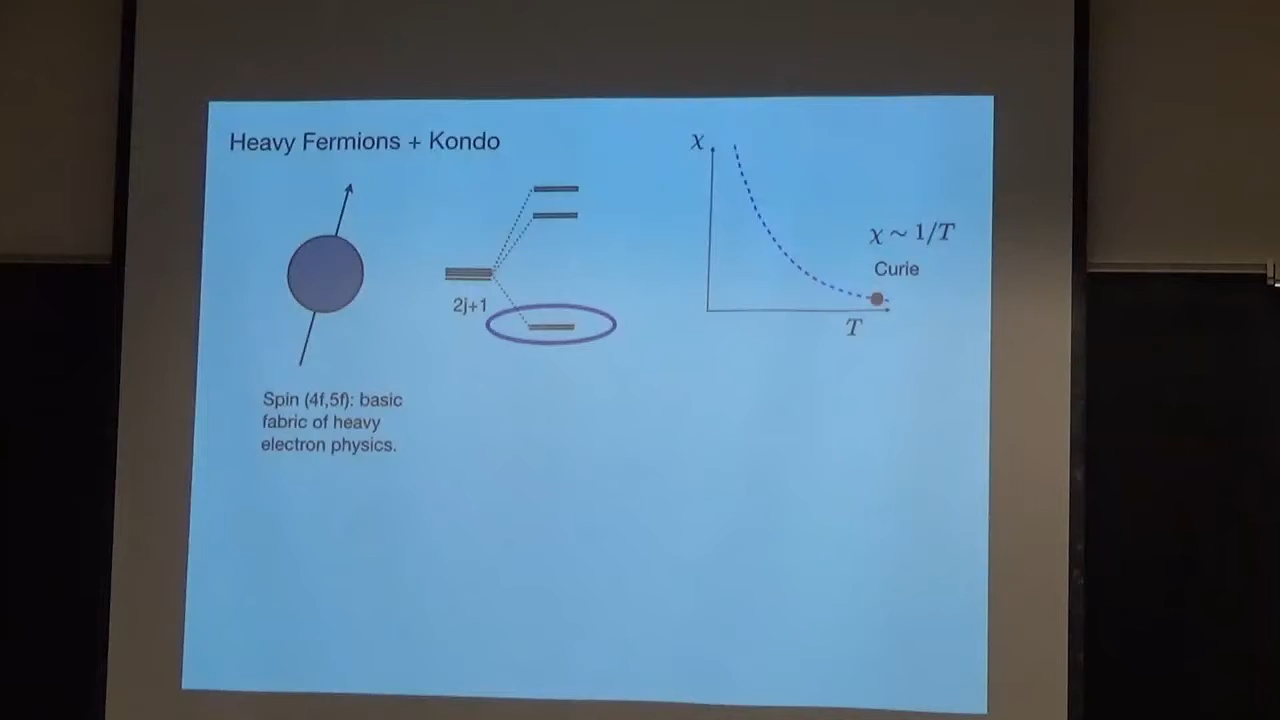 Heavy Fermions + Kondo
χ
χ ~ 1/T
Curie
2j+1
T
Spin (4f,5f): basic
fabric of heavy
electron physics.